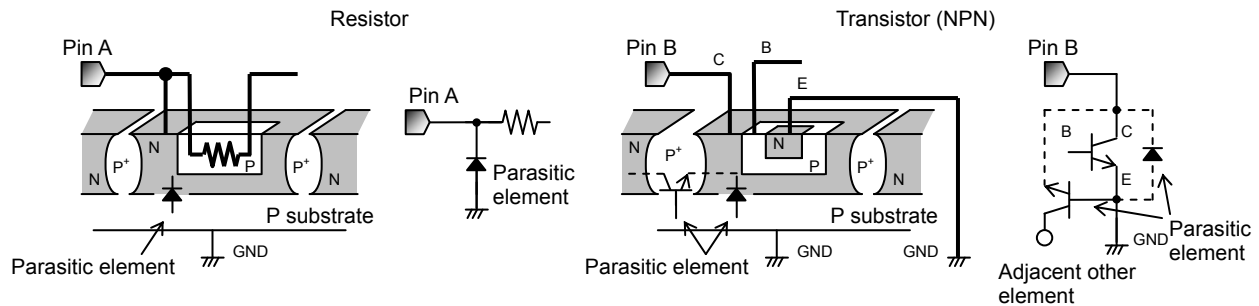 Resistor
Pin A
N
P+
N
P
P+
N
P substrate
Parasitic element
GND
Pin A
Parasitic
element
Transistor (NPN)
Pin B
C
B
E
N
P+
N
P
P+
N
P substrate
Parasitic element
GND
GND
Pin B
B
C
E
GND
Parasitic
element
Adjacent other
element